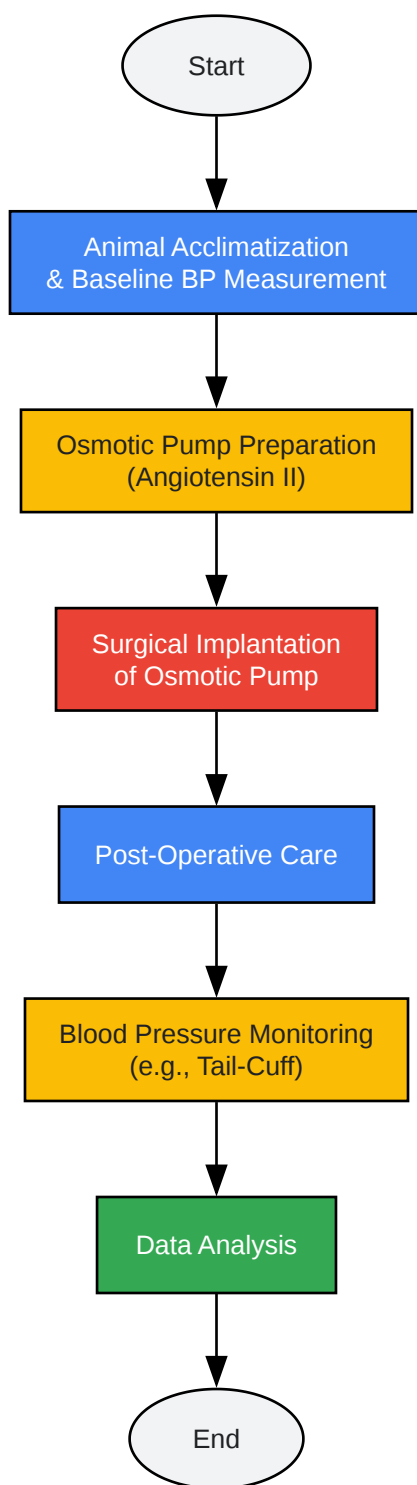 Start
Animal Acclimatization
& Baseline BP Measurement
Osmotic Pump Preparation
(Angiotensin II)
Surgical Implantation
of Osmotic Pump
Post-Operative Care
Blood Pressure Monitoring
(e.g., Tail-Cuff)
Data Analysis
End